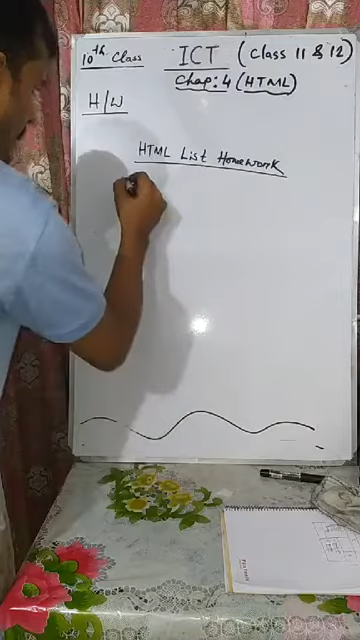 10th Class
ICT (Class 11 & 12)
Chap: 4 (HTML)
H/W
HTML List Homework